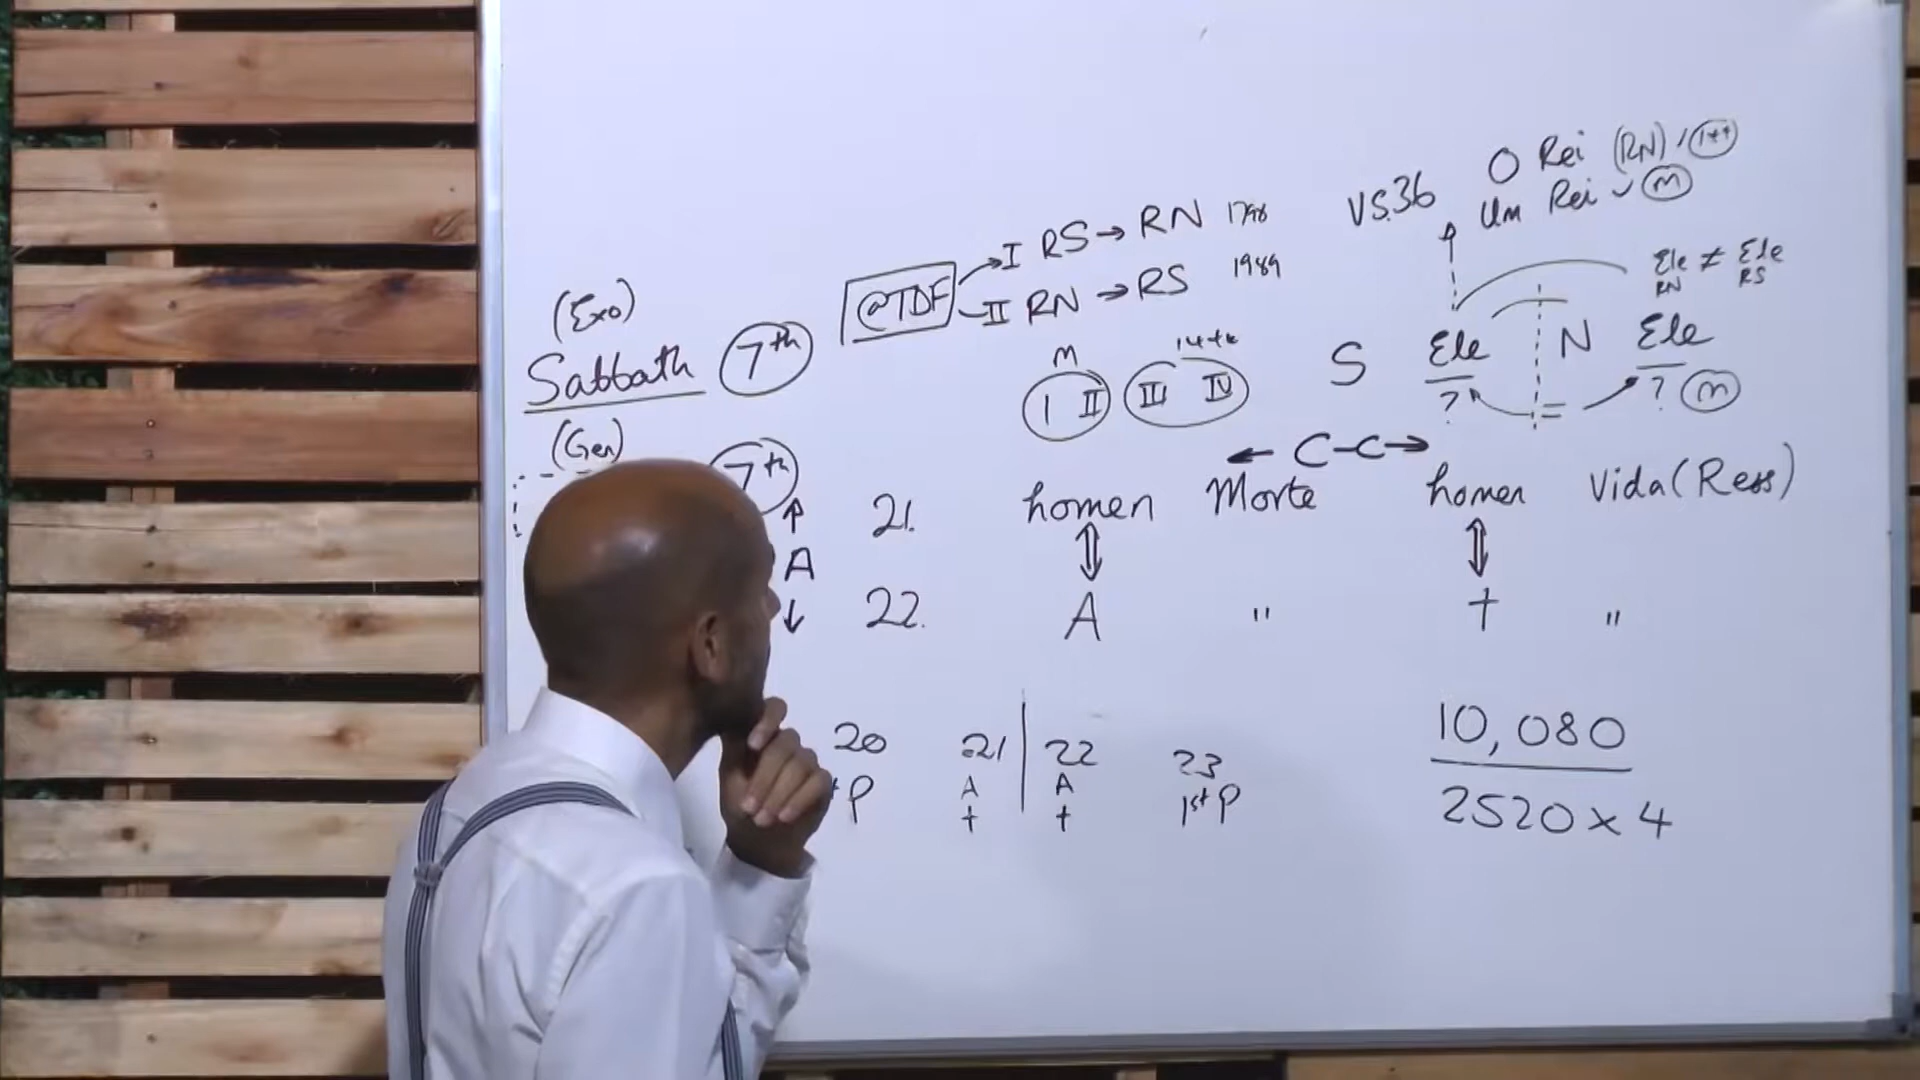 (Exo)
Sabbath 7th
(Gen)
7th
↑
A
↓
@TDF
I RS → RN 1798
II RN → RS 1989
M
I II
14th
III IV
VS.36
O Rei (RN)
Um Rei m
Ele ≠ Ele
RN RS
S Ele N Ele
? = ? m
← C-C →
21. homen Morte homen Vida (Ress)
22. A " † "
20 21 | 22 23
P A A 1st P
† †
10,080
2520 x 4